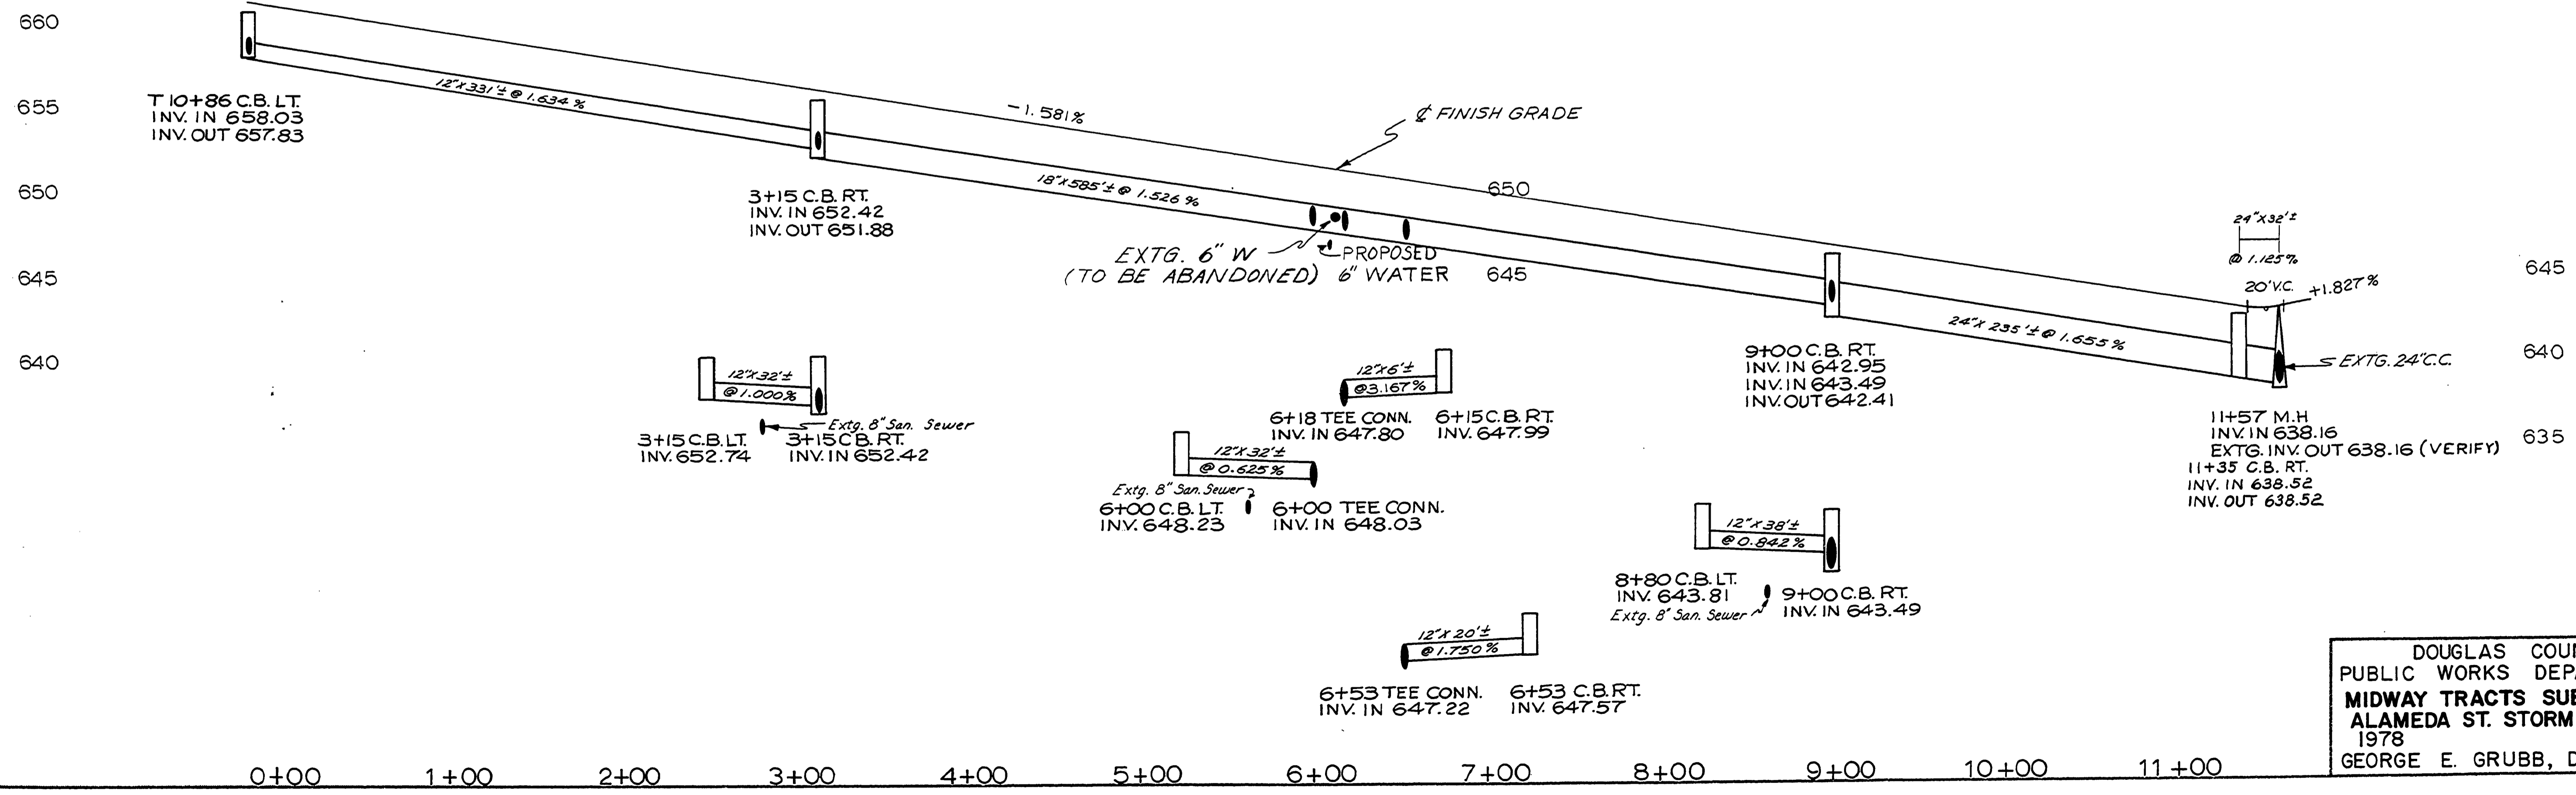 660
655
650
645
640
T 10+86 C.B. LT.
INV. IN 658.03
INV. OUT 657.83
12"X331'± @ 1.634 %
-1.581%
℄ FINISH GRADE
3+15 C.B. RT.
INV. IN 652.42
INV. OUT 651.88
18"X585'± @ 1.526 %
650
EXTG. 6" W
(TO BE ABANDONED)
PROPOSED
6" WATER
645
24"X32'±
@ 1.125%
20' V.C.
+1.827%
645
640
635
24"X 235'± @ 1.655 %
EXTG. 24" C.C.
9+00 C.B. RT.
INV. IN 642.95
INV. IN 643.49
INV. OUT 642.41
11+57 M.H
INV. IN 638.16
EXTG. INV. OUT 638.16 (VERIFY)
11+35 C.B. RT.
INV. IN 638.52
INV. OUT 638.52
12"X32'±
@ 1.000%
Extg. 8" San. Sewer
3+15 C.B. LT.
INV. 652.74
3+15 C.B. RT.
INV. IN 652.42
12"X6'±
@3.167%
6+18 TEE CONN.
INV. IN 647.80
6+15 C.B. RT.
INV. 647.99
12"X32'±
@ 0.625%
Extg. 8" San. Sewer
6+00 C.B. LT.
INV. 648.23
6+00 TEE CONN.
INV. IN 648.03
12"X38'±
@ 0.842%
8+80 C.B. LT.
INV. 643.81
Extg. 8" San. Sewer
9+00 C.B. RT.
INV. IN 643.49
12"X 20'±
@ 1.750%
6+53 TEE CONN.
INV. IN 647.22
6+53 C.B. RT.
INV. 647.57
DOUGLAS COUN
PUBLIC WORKS DEPA
MIDWAY TRACTS SUB
ALAMEDA ST. STORM
1978
GEORGE E. GRUBB, D
0+00 1+00 2+00 3+00 4+00 5+00 6+00 7+00 8+00 9+00 10+00 11+00